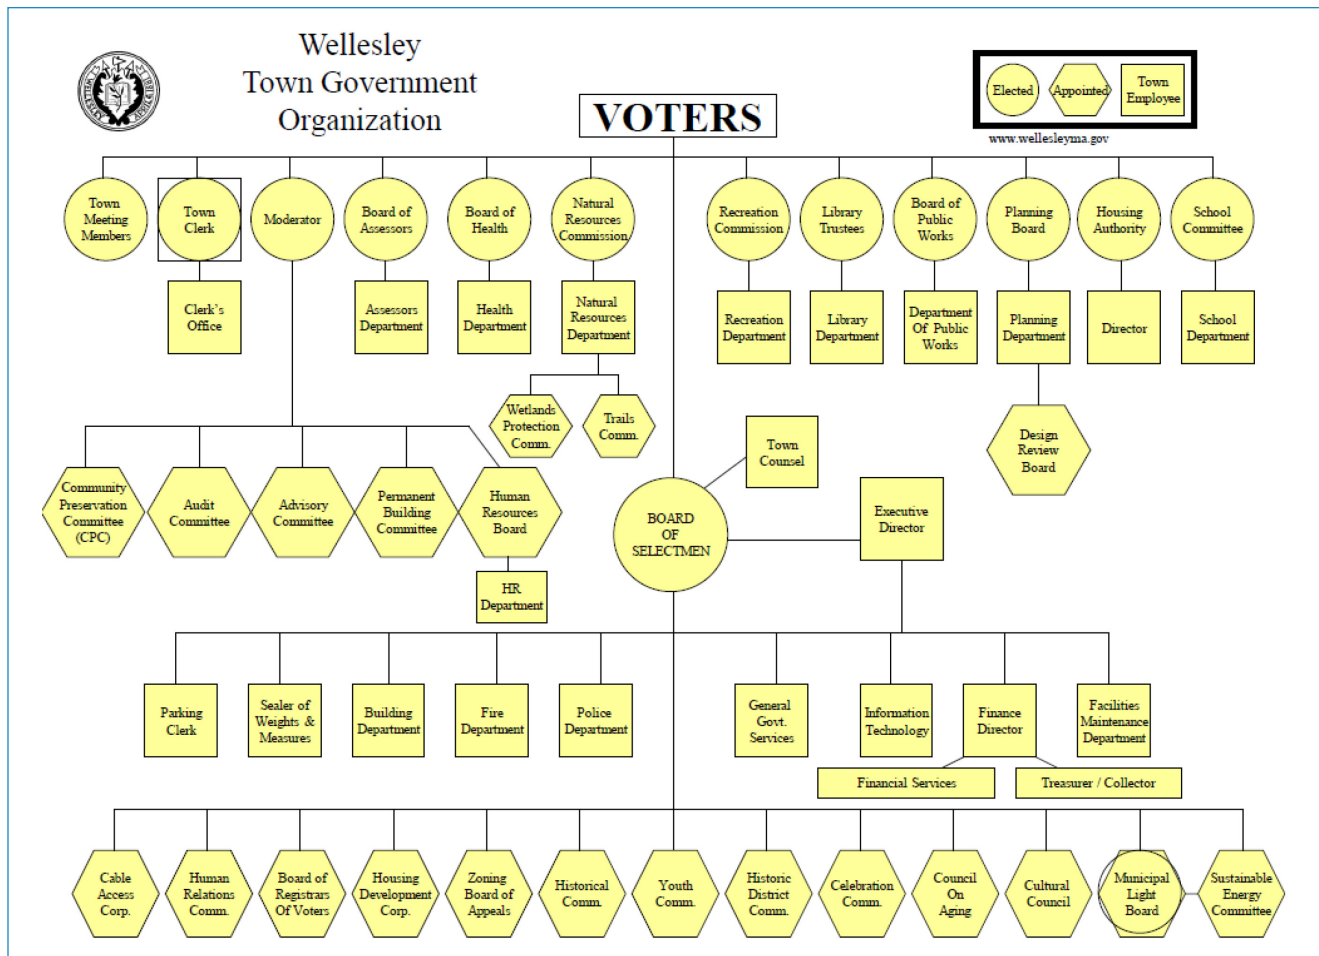 Wellesley
Town Government
Organization
VOTERS
Elected
Appointed
Town
Employee
www.wellesleyma.gov
WELLESLEY
APRIL 6 1881
Town
Meeting
Members
Town
Clerk
Moderator
Board of
Assessors
Board of
Health
Natural
Resources
Commission
Recreation
Commission
Library
Trustees
Board of
Public
Works
Planning
Board
Housing
Authority
School
Committee
Clerk's
Office
Assessors
Department
Health
Department
Natural
Resources
Department
Recreation
Department
Library
Department
Department
Of Public
Works
Planning
Department
Director
School
Department
Wetlands
Protection
Comm.
Trails
Comm.
Design
Review
Board
Town
Counsel
Community
Preservation
Committee
(CPC)
Audit
Committee
Advisory
Committee
Permanent
Building
Committee
Human
Resources
Board
BOARD
OF
SELECTMEN
Executive
Director
HR
Department
Parking
Clerk
Sealer of
Weights &
Measures
Building
Department
Fire
Department
Police
Department
General
Govt.
Services
Information
Technology
Finance
Director
Facilities
Maintenance
Department
Financial Services
Treasurer / Collector
Cable
Access
Corp.
Human
Relations
Comm.
Board of
Registrars
Of Voters
Housing
Development
Corp.
Zoning
Board of
Appeals
Historical
Comm.
Youth
Comm.
Historic
District
Comm.
Celebration
Comm.
Council
On
Aging
Cultural
Council
Municipal
Light
Board
Sustainable
Energy
Committee